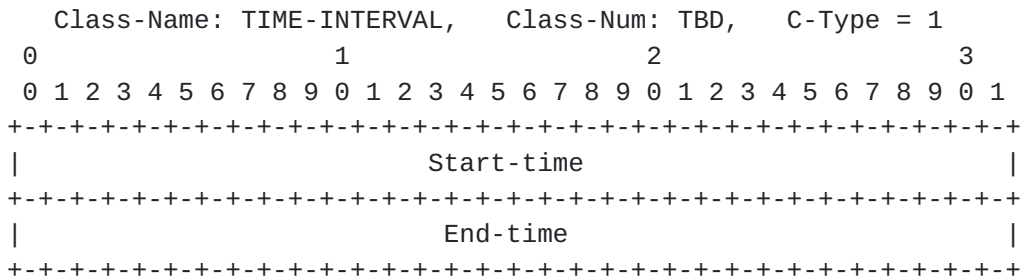 Class-Name: TIME-INTERVAL,   Class-Num: TBD,   C-Type = 1
 0                   1                   2                   3
 0 1 2 3 4 5 6 7 8 9 0 1 2 3 4 5 6 7 8 9 0 1 2 3 4 5 6 7 8 9 0 1
+-+-+-+-+-+-+-+-+-+-+-+-+-+-+-+-+-+-+-+-+-+-+-+-+-+-+-+-+-+-+-+-+
|                          Start-time                           |
+-+-+-+-+-+-+-+-+-+-+-+-+-+-+-+-+-+-+-+-+-+-+-+-+-+-+-+-+-+-+-+-+
|                           End-time                            |
+-+-+-+-+-+-+-+-+-+-+-+-+-+-+-+-+-+-+-+-+-+-+-+-+-+-+-+-+-+-+-+-+